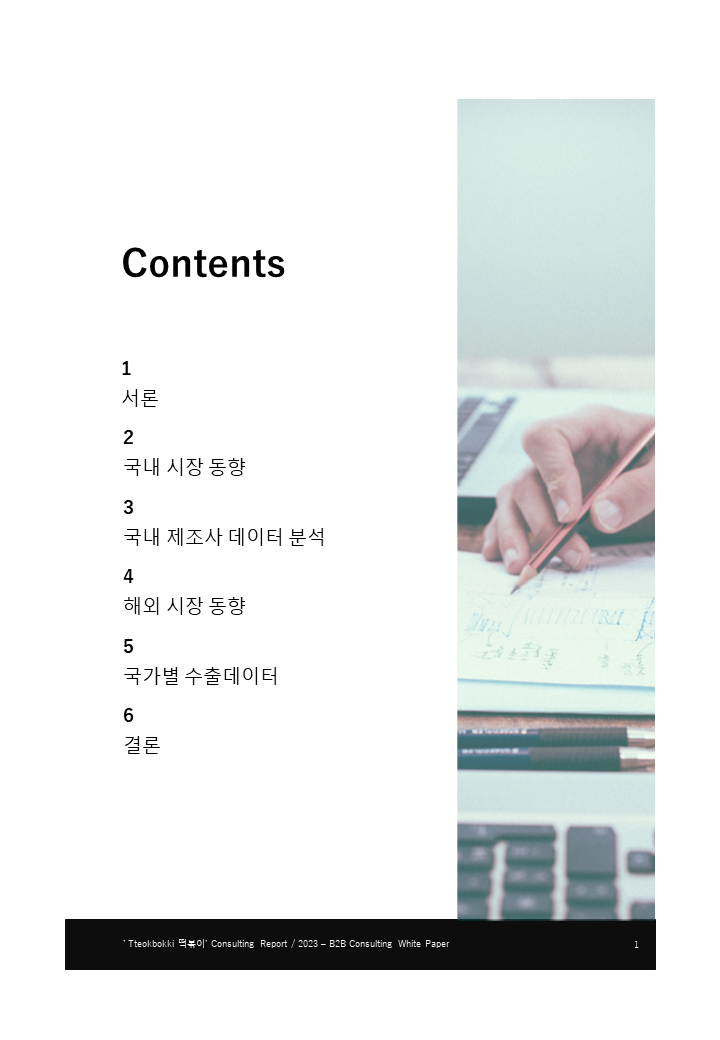 Contents
1
서론
2
국내 시장 동향
3
국내 제조사 데이터 분석
4
해외 시장 동향
5
국가별 수출데이터
6
결론
‘ Tteokbokki 떡볶이’ Consulting Report / 2023 – B2B Consulting White Paper
1